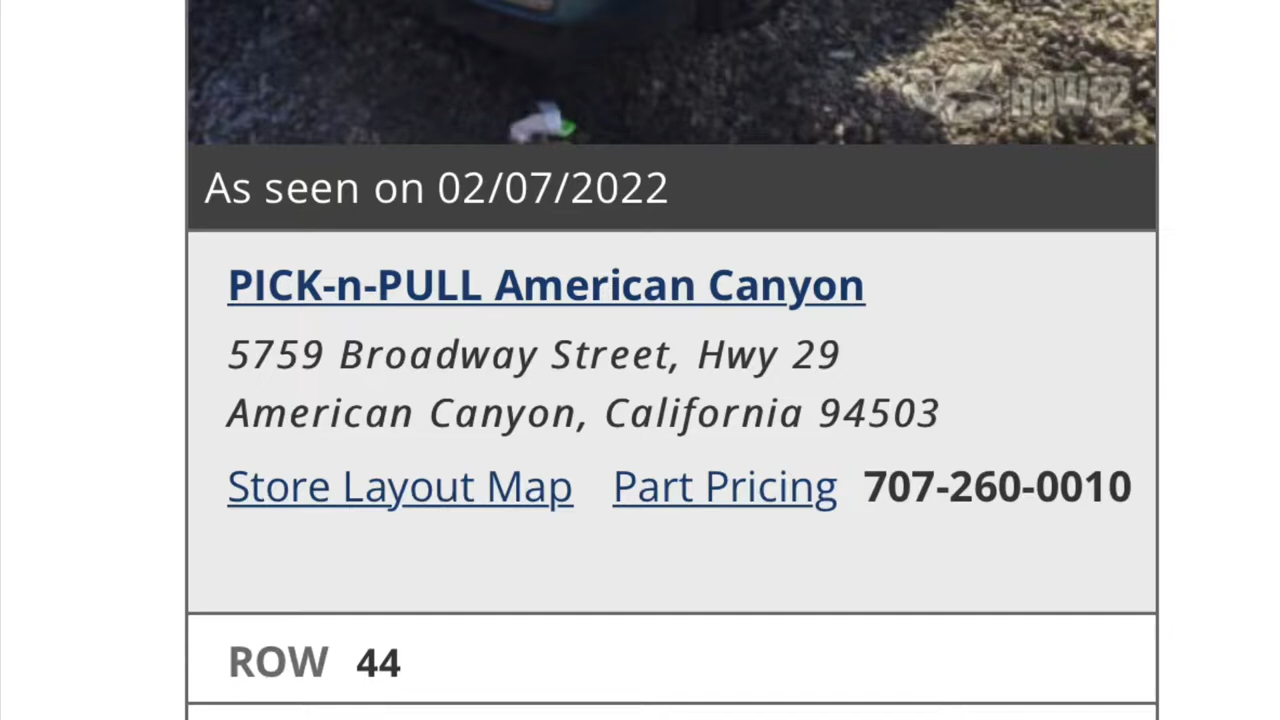 ROW52
As seen on 02/07/2022
PICK-n-PULL American Canyon
5759 Broadway Street, Hwy 29
American Canyon, California 94503
Store Layout Map Part Pricing 707-260-0010
ROW 44